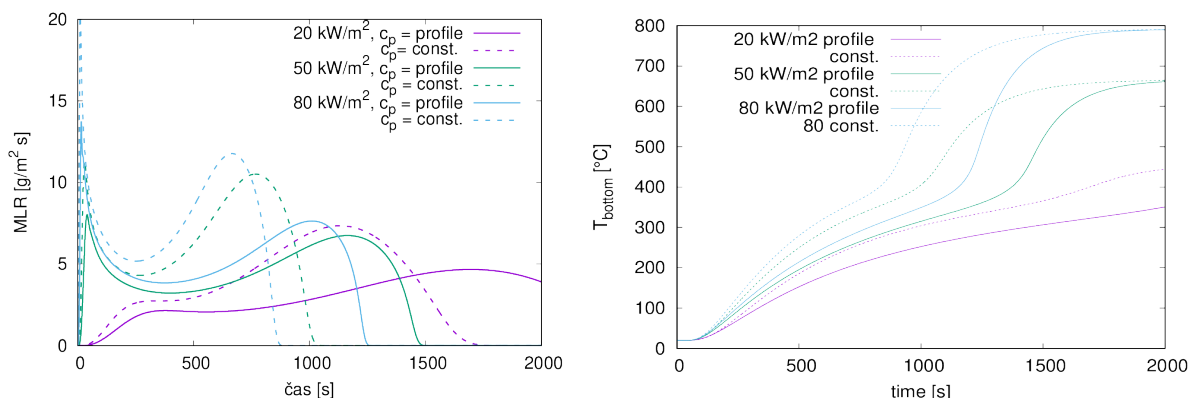 20
15
10
5
0
MLR [g/m² s]
20 kW/m², cₚ = profile
cₚ= const.
50 kW/m², cₚ = profile
cₚ = const.
80 kW/m², cₚ = profile
cₚ = const.
0 500 1000 1500 2000
čas [s]
800
700
600
500
400
300
200
100
0
T_bottom [°C]
20 kW/m2 profile
const.
50 kW/m2 profile
const.
80 kW/m2 profile
80 const.
0 500 1000 1500 2000
time [s]